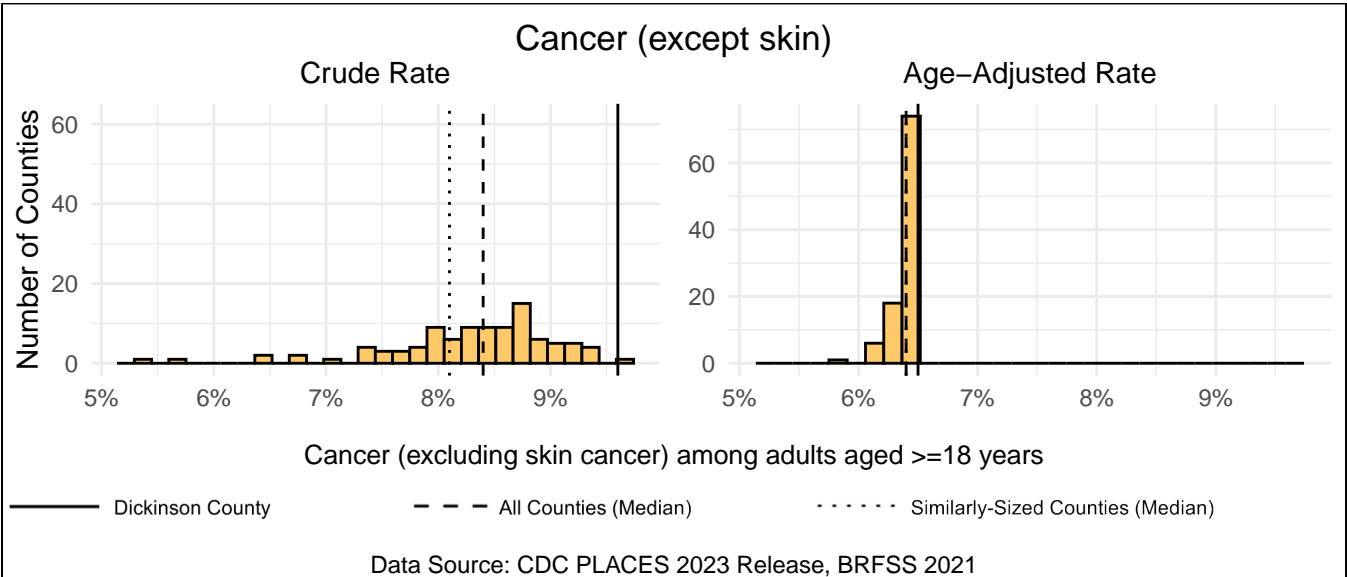 Cancer (except skin)
Crude Rate
Age−Adjusted Rate
Number of Counties
60
40
20
0
5%
6%
7%
8%
9%
60
40
20
0
5%
6%
7%
8%
9%
Cancer (excluding skin cancer) among adults aged >=18 years
Dickinson County
All Counties (Median)
Similarly-Sized Counties (Median)
Data Source: CDC PLACES 2023 Release, BRFSS 2021